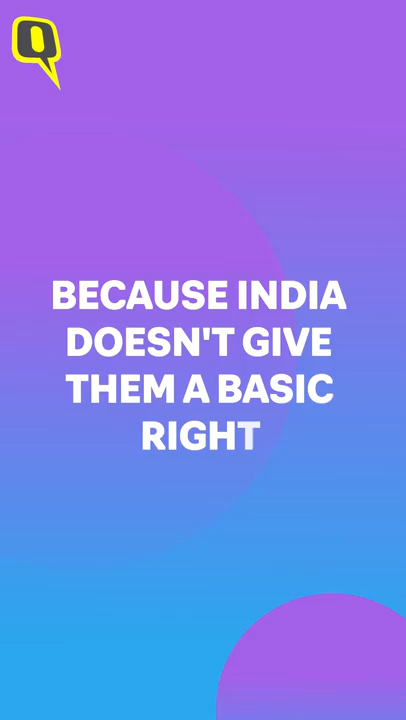 Q
BECAUSE INDIA
DOESN'T GIVE
THEM A BASIC
RIGHT